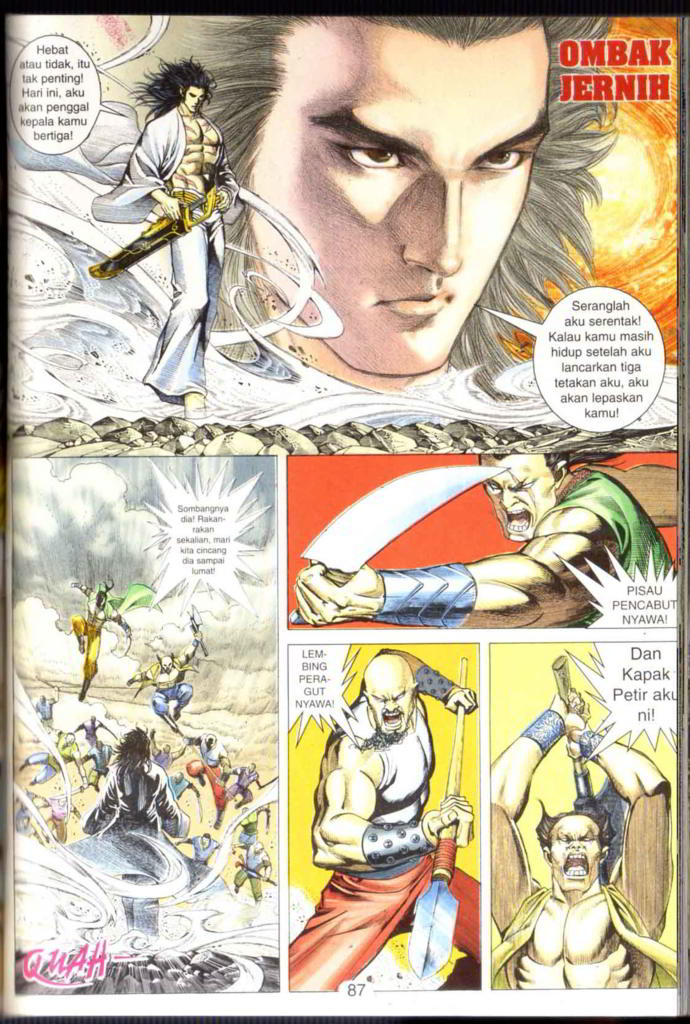 Hebat
atau tidak, itu
tak penting!
Hari ini, aku
akan penggal
kepala kamu
bertiga!
OMBAK
JERNIH
Seranglah
aku serentak!
Kalau kamu masih
hidup setelah aku
lancarkan tiga
tetakan aku, aku
akan lepaskan
kamu!
Sombangnya
dia! Rakan-
rakan
sekalian, mari
kita cincang
dia sampai
lumat!
PISAU
PENCABUT
NYAWA!
LEM-
BING
PERA-
GUT
NYAWA!
Dan
Kapak
Petir aku
ni!
QUAH
87